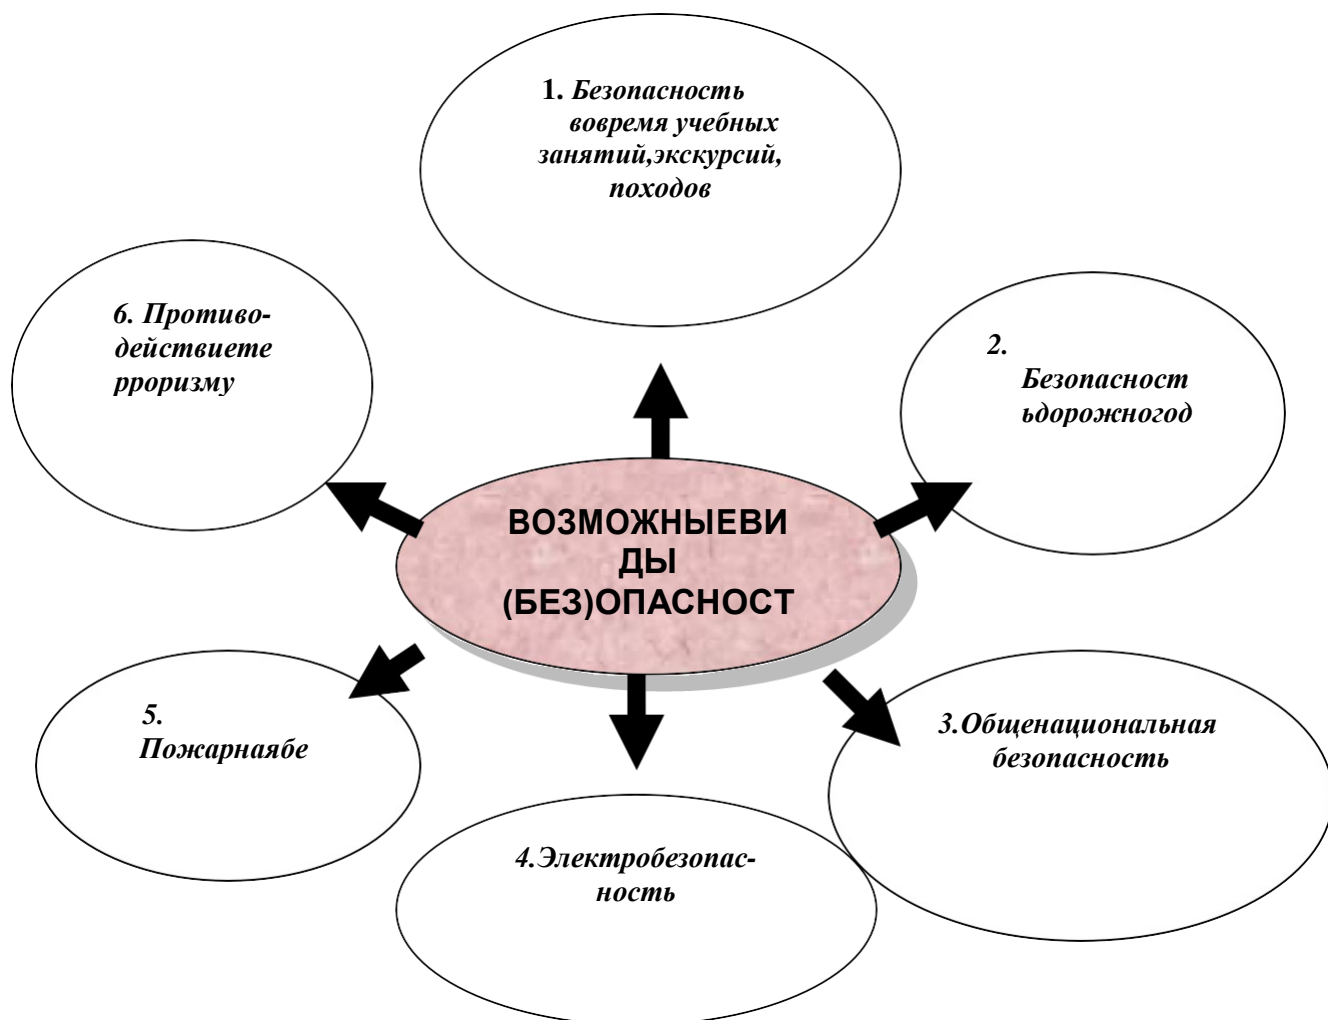 1. Безопасность
вовремя учебных
занятий,экскурсий,
походов
6. Противо-
действиете
рроризму
2.
Безопасност
ьдорожногод
ВОЗМОЖНЫЕВИ
ДЫ
(БЕЗ)ОПАСНОСТ
5.
Пожарнаябе
3.Общенациональная
безопасность
4.Электробезопас-
ность